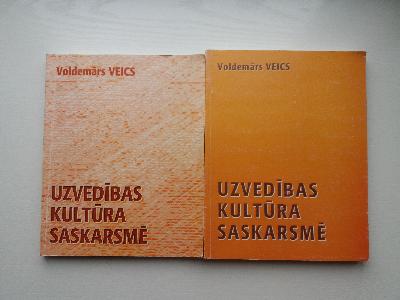 Voldemārs VEICS
UZVEDĪBAS
KULTŪRA
SASKARSMĒ
Voldemārs VEICS
UZVEDĪBAS
KULTŪRA
SASKARSMĒ